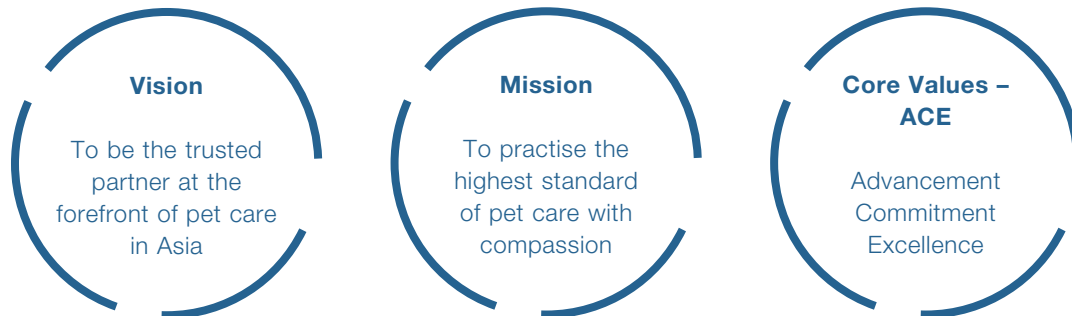 Vision
To be the trusted
partner at the
forefront of pet care
in Asia
Mission
To practise the
highest standard
of pet care with
compassion
Core Values –
ACE
Advancement
Commitment
Excellence